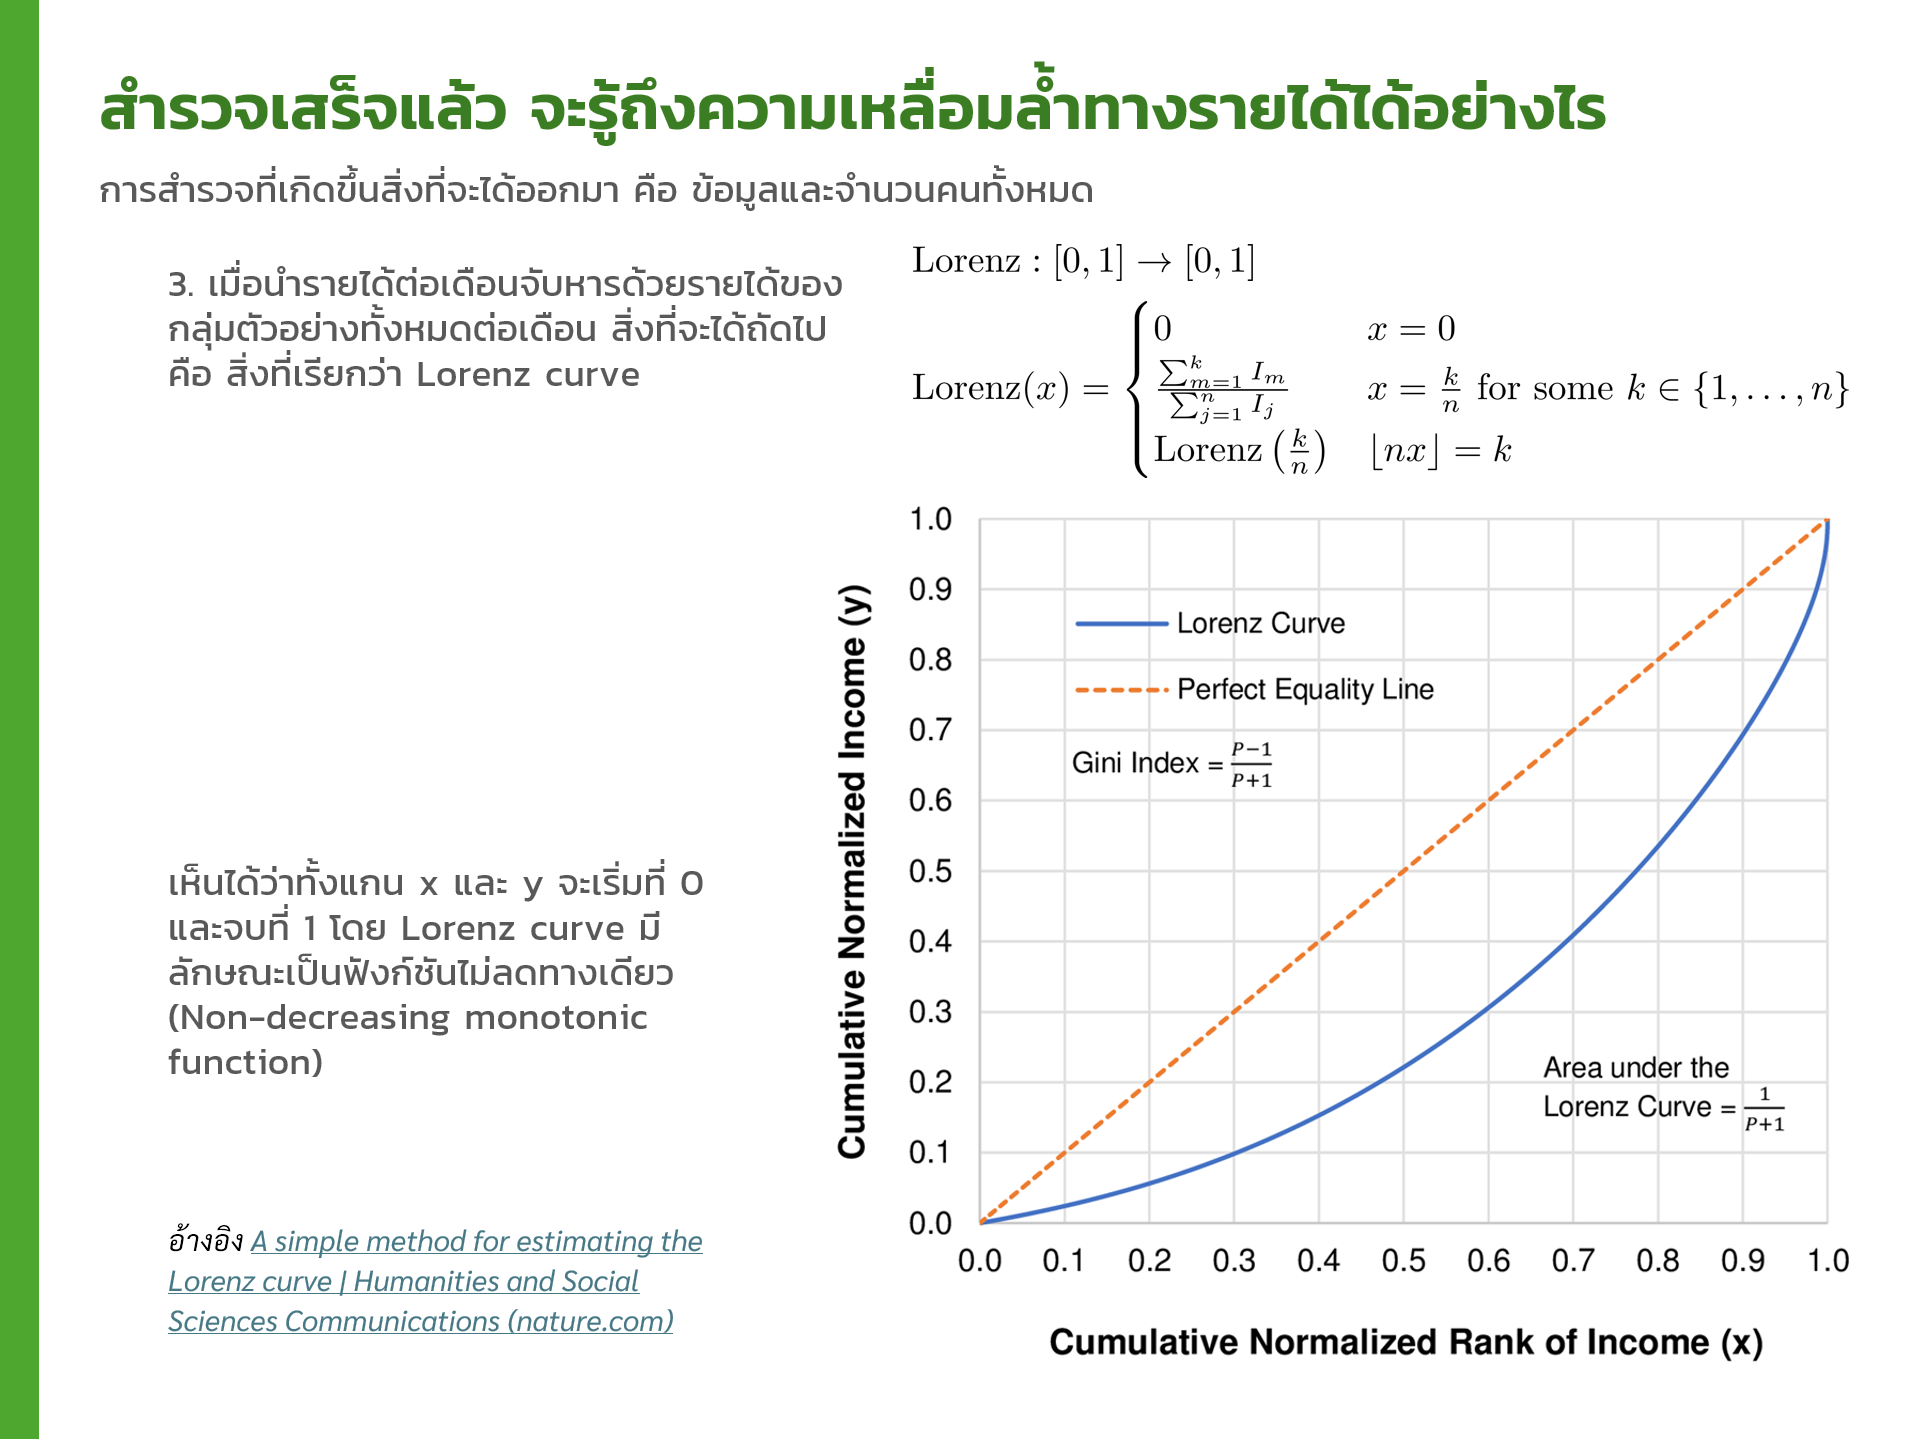 สำรวจเสร็จแล้ว จะรู้ถึงความเหลื่อมล้ำทางรายได้ได้อย่างไร
การสำรวจที่เกิดขึ้นสิ่งที่จะได้ออกมา คือ ข้อมูลและจำนวนคนทั้งหมด
3. เมื่อนำรายได้ต่อเดือนจับหารด้วยรายได้ของ
กลุ่มตัวอย่างทั้งหมดต่อเดือน สิ่งที่จะได้ถัดไป
คือ สิ่งที่เรียกว่า Lorenz curve
เห็นได้ว่าทั้งแกน x และ y จะเริ่มที่ 0
และจบที่ 1 โดย Lorenz curve มี
ลักษณะเป็นฟังก์ชันไม่ลดทางเดียว
(Non-decreasing monotonic
function)
อ้างอิง A simple method for estimating the
Lorenz curve | Humanities and Social
Sciences Communications (nature.com)
Lorenz : [0, 1] → [0, 1]
Lorenz(x) = {
0 x = 0
\frac{\sum_{m=1}^{k} I_m}{\sum_{j=1}^{n} I_j} x = \frac{k}{n} for some k ∈ {1, . . . , n}
Lorenz (\frac{k}{n}) ⌊nx⌋ = k
Cumulative Normalized Income (y)
1.0
0.9
0.8
0.7
0.6
0.5
0.4
0.3
0.2
0.1
0.0
Lorenz Curve
Perfect Equality Line
Gini Index = \frac{P−1}{P+1}
Area under the
Lorenz Curve = \frac{1}{P+1}
0.0 0.1 0.2 0.3 0.4 0.5 0.6 0.7 0.8 0.9 1.0
Cumulative Normalized Rank of Income (x)